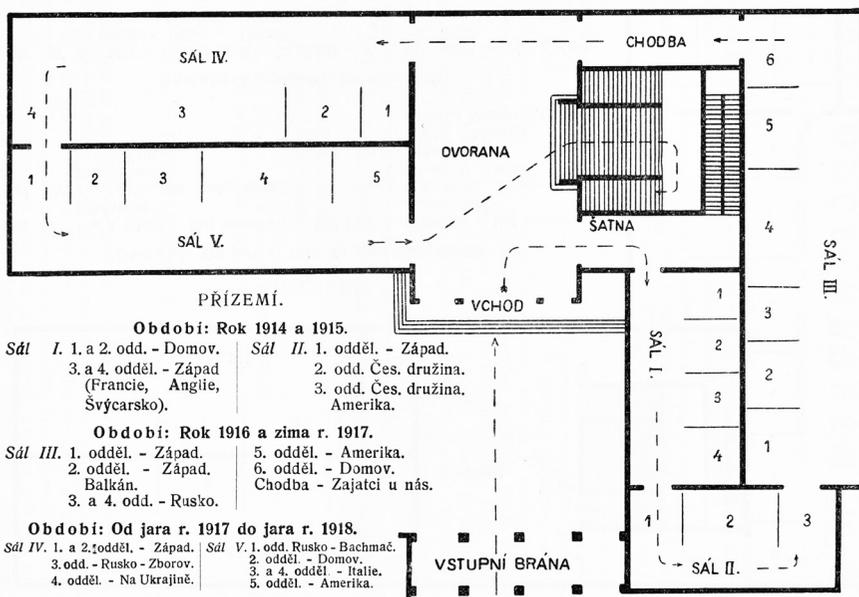 SÁL IV.
CHODBA
6
4
3
2
1
5
DVORANA
1
2
3
4
5
ŠATNA
4
SÁL V.
SÁL III.
VCHOD
1
3
SÁL I.
2
2
3
1
4
PŘÍZEMÍ.
Období: Rok 1914 a 1915.
Sál I. 1. a 2. odd. - Domov.
3. a 4. odděl. - Západ
(Francie, Anglie,
Švýcarsko).
Sál II. 1. odděl. - Západ.
2. odd. Čes. družina.
3. odd. Čes. družina.
Amerika.
Období: Rok 1916 a zima r. 1917.
Sál III. 1. odděl. - Západ.
2. odděl. - Západ.
Balkán.
3. a 4. odd. - Rusko.
5. odděl. - Amerika.
6. odděl. - Domov.
Chodba - Zajatci u nás.
Období: Od jara r. 1917 do jara r. 1918.
Sál IV. 1. a 2. odděl. - Západ.
3. odd. - Rusko - Zborov.
4. odděl. - Na Ukrajině.
Sál V. 1. odd. Rusko - Bachmač.
2. odděl. - Domov.
3. a 4. odděl. - Italie.
5. odděl. - Amerika.
1
2
3
SÁL II.
VSTUPNÍ BRÁNA